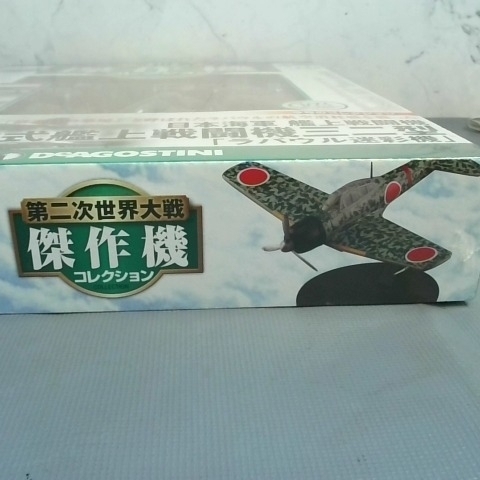 日本海軍 艦上戦闘機
式艦上戦闘機三二型
「ラバウル迷彩機」
DeAGOSTINI
第二次世界大戦
傑作機
コレクション